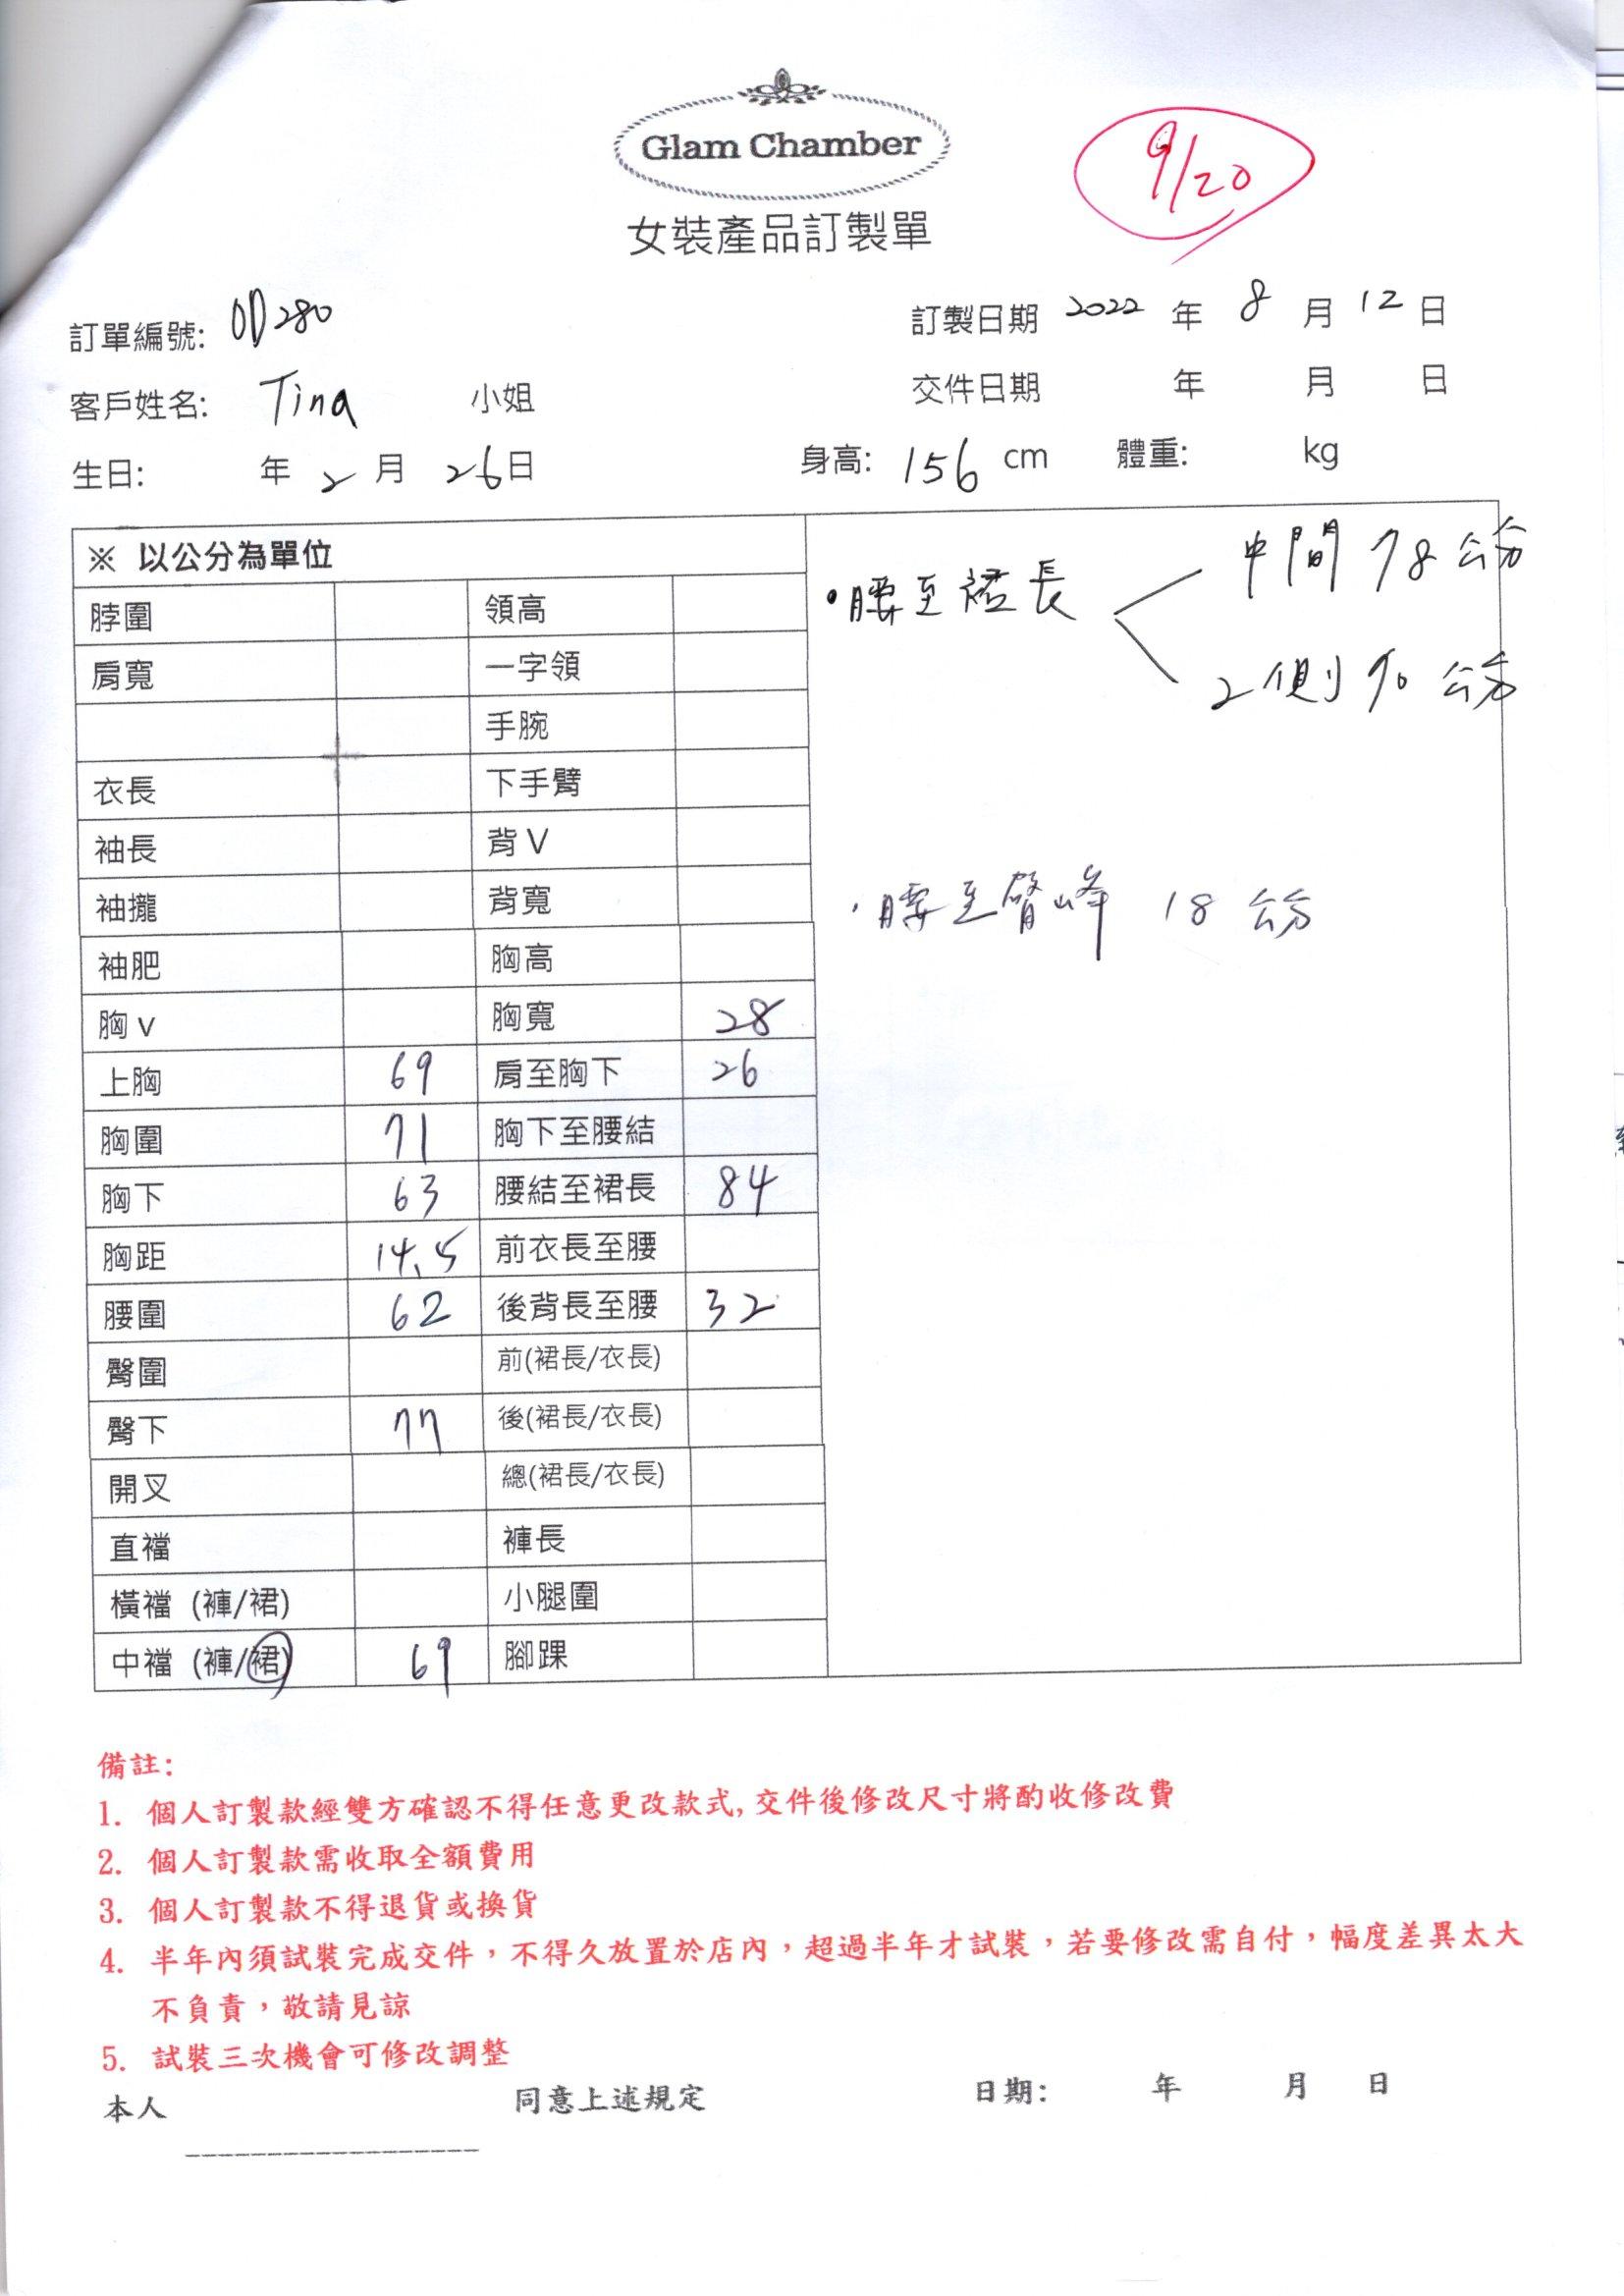 Glam Chamber
9/20
女裝產品訂製單
訂單編號: OD280
訂製日期 2022 年 8 月 12 日
客戶姓名: Tina 小姐
交件日期 年 月 日
生日: 年 2 月 26 日
身高: 156 cm 體重: kg
※ 以公分為單位
脖圍 領高
肩寬 一字領
手腕
衣長 下手臂
袖長 背 V
袖攏 背寬
袖肥 胸高
胸 v 胸寬 28
上胸 69 肩至胸下 26
胸圍 71 胸下至腰結
胸下 63 腰結至裙長 84
胸距 14.5 前衣長至腰
腰圍 62 後背長至腰 32
臀圍 前(裙長/衣長)
臀下 77 後(裙長/衣長)
開叉 總(裙長/衣長)
直襠 褲長
橫襠 (褲/裙) 小腿圍
中襠 (褲/裙) 69 腳踝
•腰至裙長 中間 78 公分
2側 90 公分
•腰至臀峰 18 公分
備註:
1. 個人訂製款經雙方確認不得任意更改款式, 交件後修改尺寸將酌收修改費
2. 個人訂製款需收取全額費用
3. 個人訂製款不得退貨或換貨
4. 半年內須試裝完成交件，不得久放置於店內，超過半年才試裝，若要修改需自付，幅度差異太大
不負責，敬請見諒
5. 試裝三次機會可修改調整
本人 同意上述規定 日期: 年 月 日